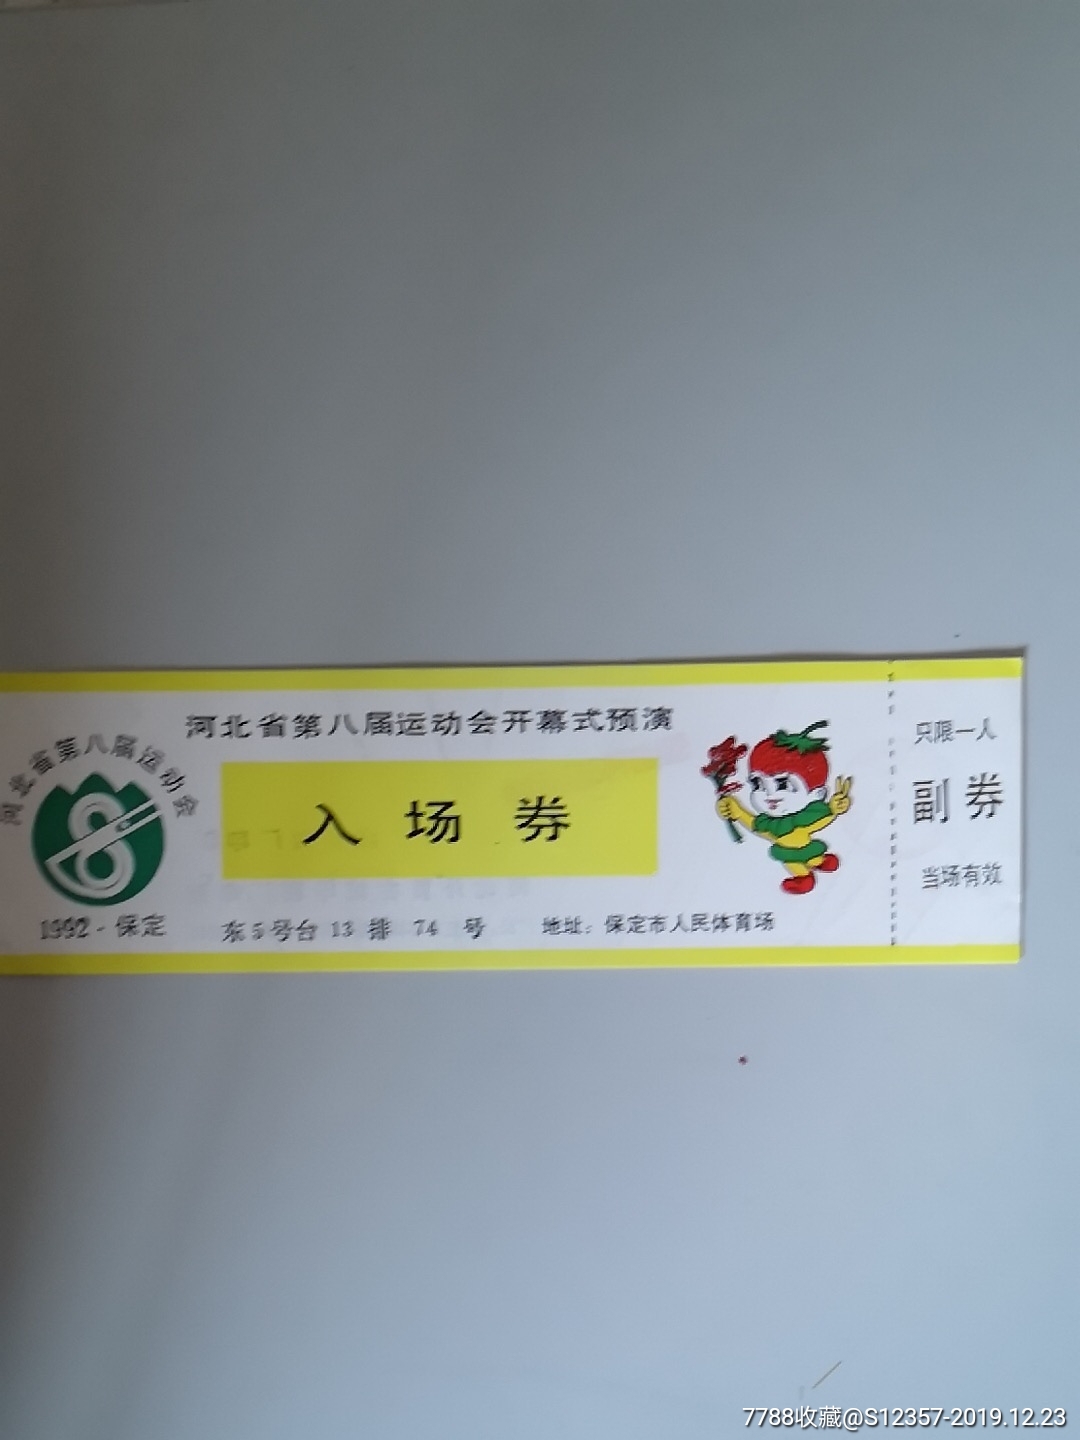 河北省第八届运动会开幕式预演
河北省第八届运动会
1992·保定
入场券
东5号台 13 排 74 号
地址：保定市人民体育场
只限一人
副券
当场有效
7788收藏@S12357-2019.12.23